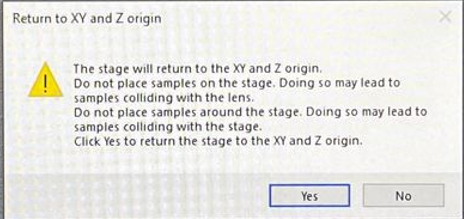 Return to XY and Z origin
The stage will return to the XY and Z origin.
Do not place samples on the stage. Doing so may lead to
samples colliding with the lens.
Do not place samples around the stage. Doing so may lead to
samples colliding with the stage.
Click Yes to return the stage to the XY and Z origin.
Yes
No